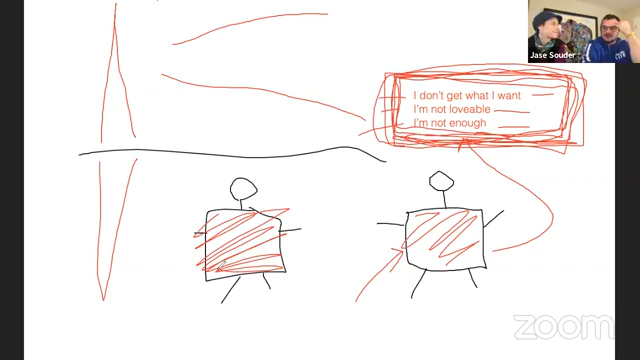 Jase Souder
I don't get what I want
I'm not loveable
I'm not enough
zoom